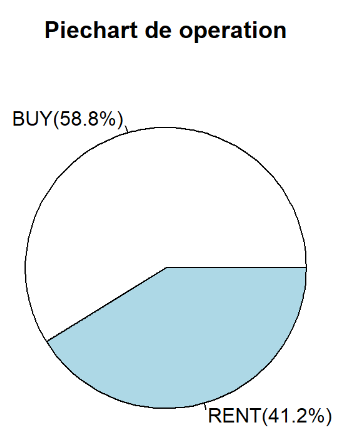 Piechart de operation
BUY(58.8%)
RENT(41.2%)